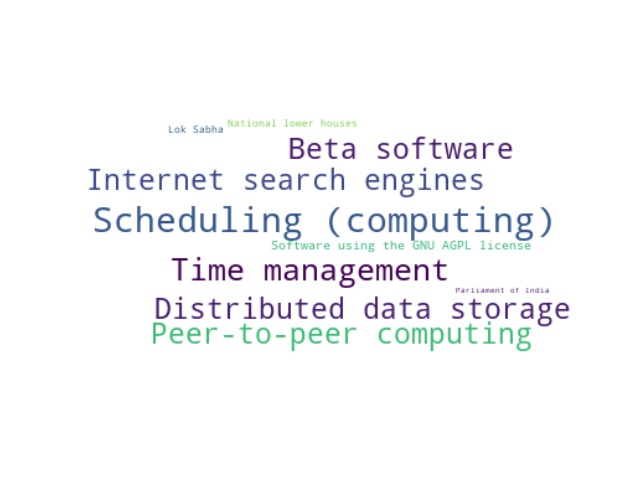 National lower houses
Lok Sabha
Beta software
Internet search engines
Scheduling (computing)
Software using the GNU AGPL license
Time management
Parliament of India
Distributed data storage
Peer-to-peer computing